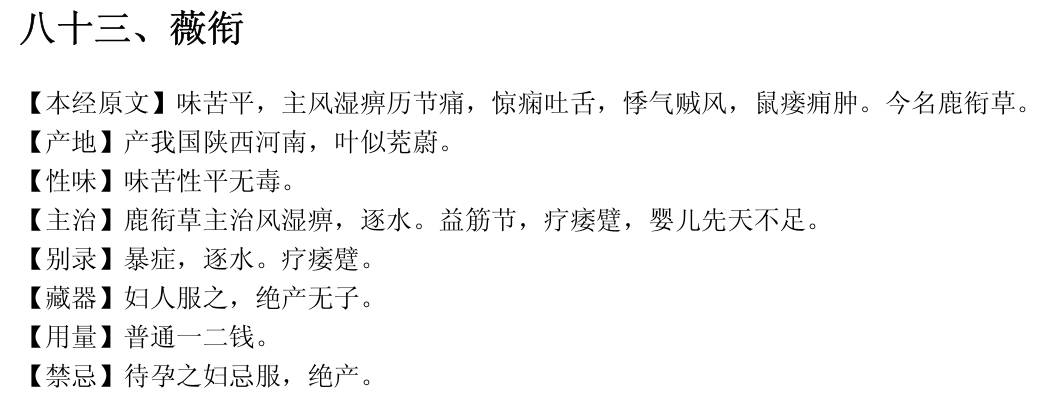 八十三、薇衔
【本经原文】味苦平，主风湿痹历节痛，惊痫吐舌，悸气贼风，鼠瘘痈肿。今名鹿衔草。
【产地】产我国陕西河南，叶似茺蔚。
【性味】味苦性平无毒。
【主治】鹿衔草主治风湿痹，逐水。益筋节，疗痿躄，婴儿先天不足。
【别录】暴症，逐水。疗痿躄。
【藏器】妇人服之，绝产无子。
【用量】普通一二钱。
【禁忌】待孕之妇忌服，绝产。